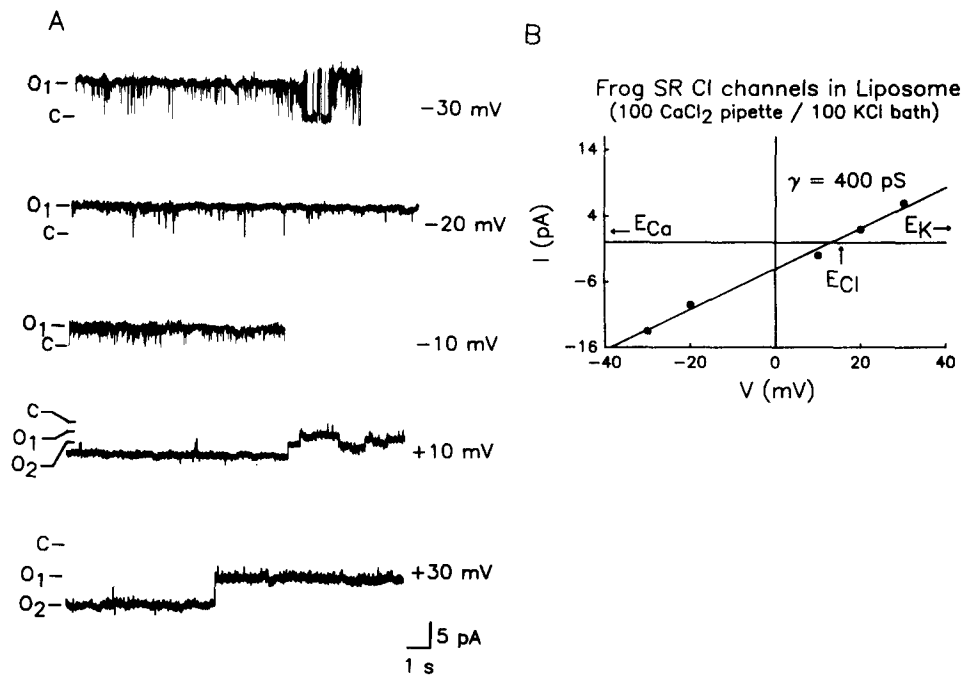 A
O1
C
-30 mV
O1
C
-20 mV
O1
C
-10 mV
C
O1
O2
+10 mV
C
O1
O2
+30 mV
5 pA
1 s
B
Frog SR Cl channels in Liposome
(100 CaCl2 pipette / 100 KCl bath)
14
γ = 400 pS
4
ECa
EK
I (pA)
-6
ECl
-16
-40 -20 0 20 40
V (mV)